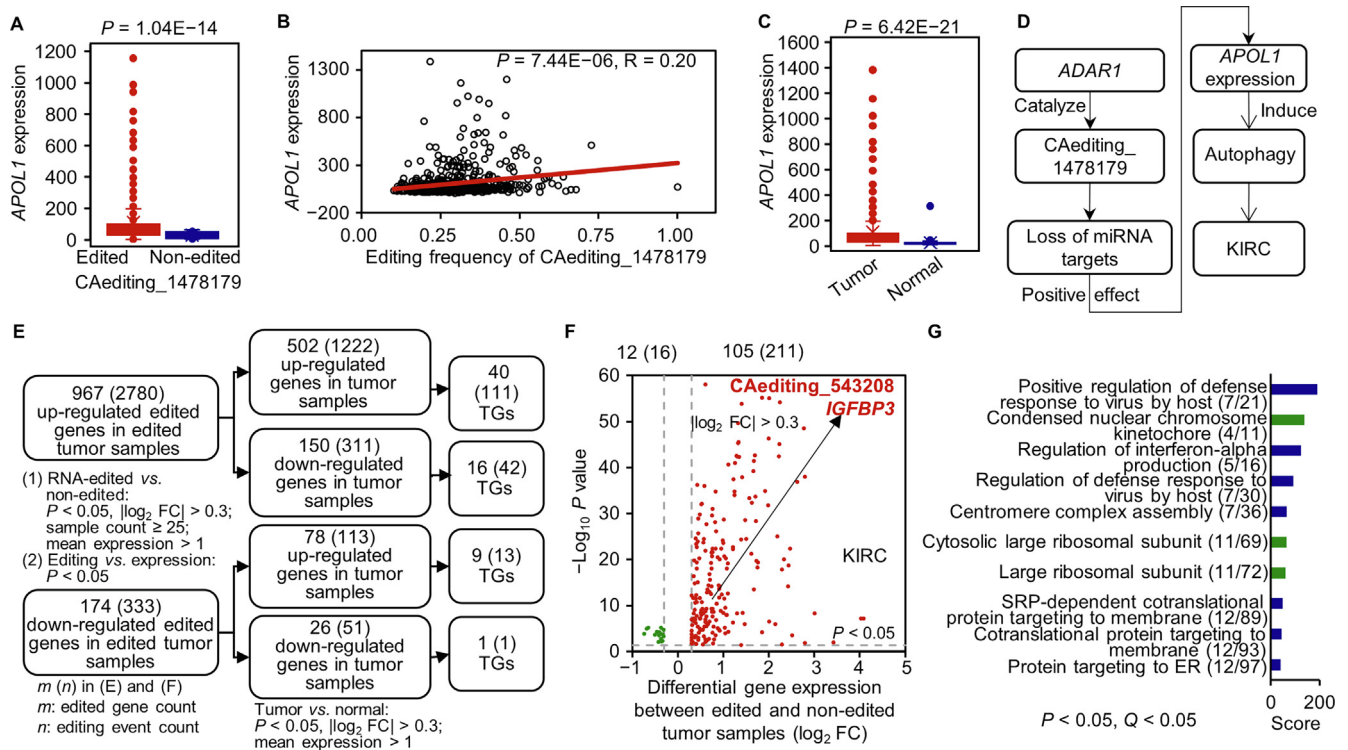 A
P = 1.04E−14
APOL1 expression
1200
1000
800
600
400
200
0
Edited Non-edited
CAediting_1478179
B
P = 7.44E−06, R = 0.20
APOL1 expression
1300
800
300
−200
0.00 0.25 0.50 0.75 1.00
Editing frequency of CAediting_1478179
C
P = 6.42E−21
APOL1 expression
1600
1400
1200
1000
800
600
400
200
0
Tumor Normal
D
ADAR1
Catalyze
CAediting_
1478179
Loss of miRNA
targets
Positive effect
APOL1
expression
Induce
Autophagy
KIRC
E
967 (2780)
up-regulated edited
genes in edited
tumor samples
(1) RNA-edited vs.
non-edited:
P < 0.05, |log2 FC| > 0.3;
sample count ≥ 25;
mean expression > 1
(2) Editing vs. expression:
P < 0.05
174 (333)
down-regulated edited
genes in edited tumor
samples
m (n) in (E) and (F)
m: edited gene count
n: editing event count
502 (1222)
up-regulated
genes in tumor
samples
150 (311)
down-regulated
genes in tumor
samples
78 (113)
up-regulated
genes in tumor
samples
26 (51)
down-regulated
genes in tumor
samples
Tumor vs. normal:
P < 0.05, |log2 FC| > 0.3;
mean expression > 1
40
(111)
TGs
16 (42)
TGs
9 (13)
TGs
1 (1)
TGs
F
12 (16) 105 (211)
CAediting_543208
IGFBP3
|log2 FC| > 0.3
KIRC
P < 0.05
−Log10 P value
60
50
40
30
20
10
0
−1 0 1 2 3 4 5
Differential gene expression
between edited and non-edited
tumor samples (log2 FC)
G
Positive regulation of defense
response to virus by host (7/21)
Condensed nuclear chromosome
kinetochore (4/11)
Regulation of interferon-alpha
production (5/16)
Regulation of defense response to
virus by host (7/30)
Centromere complex assembly (7/36)
Cytosolic large ribosomal subunit (11/69)
Large ribosomal subunit (11/72)
SRP-dependent cotranslational
protein targeting to membrane (12/89)
Cotranslational protein targeting to
membrane (12/93)
Protein targeting to ER (12/97)
0 200
Score
P < 0.05, Q < 0.05